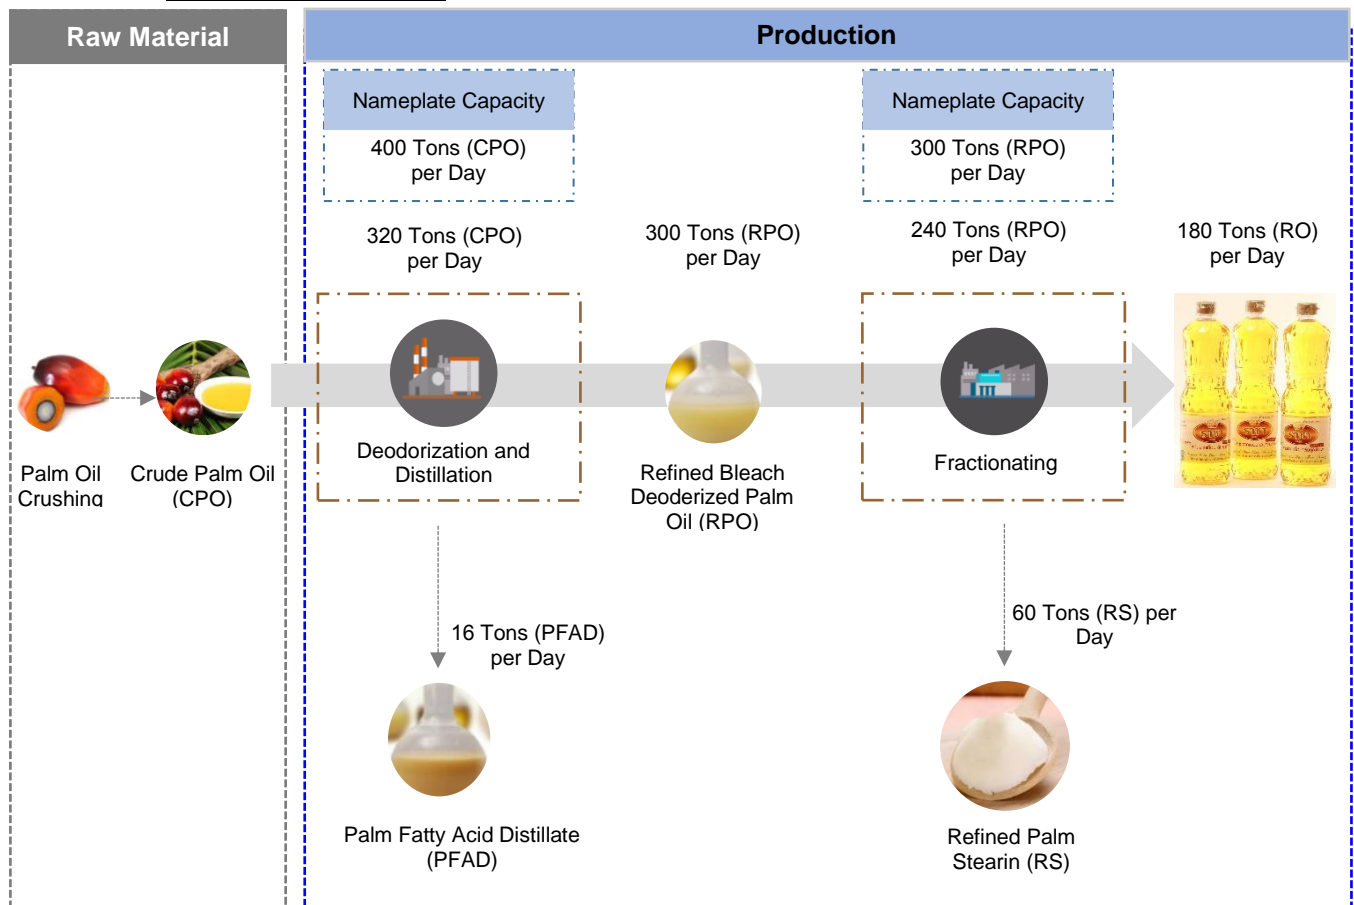 Raw Material
Production
Nameplate Capacity
400 Tons (CPO)
per Day
Nameplate Capacity
300 Tons (RPO)
per Day
320 Tons (CPO)
per Day
300 Tons (RPO)
per Day
240 Tons (RPO)
per Day
180 Tons (RO)
per Day
Palm Oil
Crushing
Crude Palm Oil
(CPO)
Deodorization and
Distillation
Refined Bleach
Deoderized Palm
Oil (RPO)
Fractionating
16 Tons (PFAD)
per Day
60 Tons (RS) per
Day
Palm Fatty Acid Distillate
(PFAD)
Refined Palm
Stearin (RS)